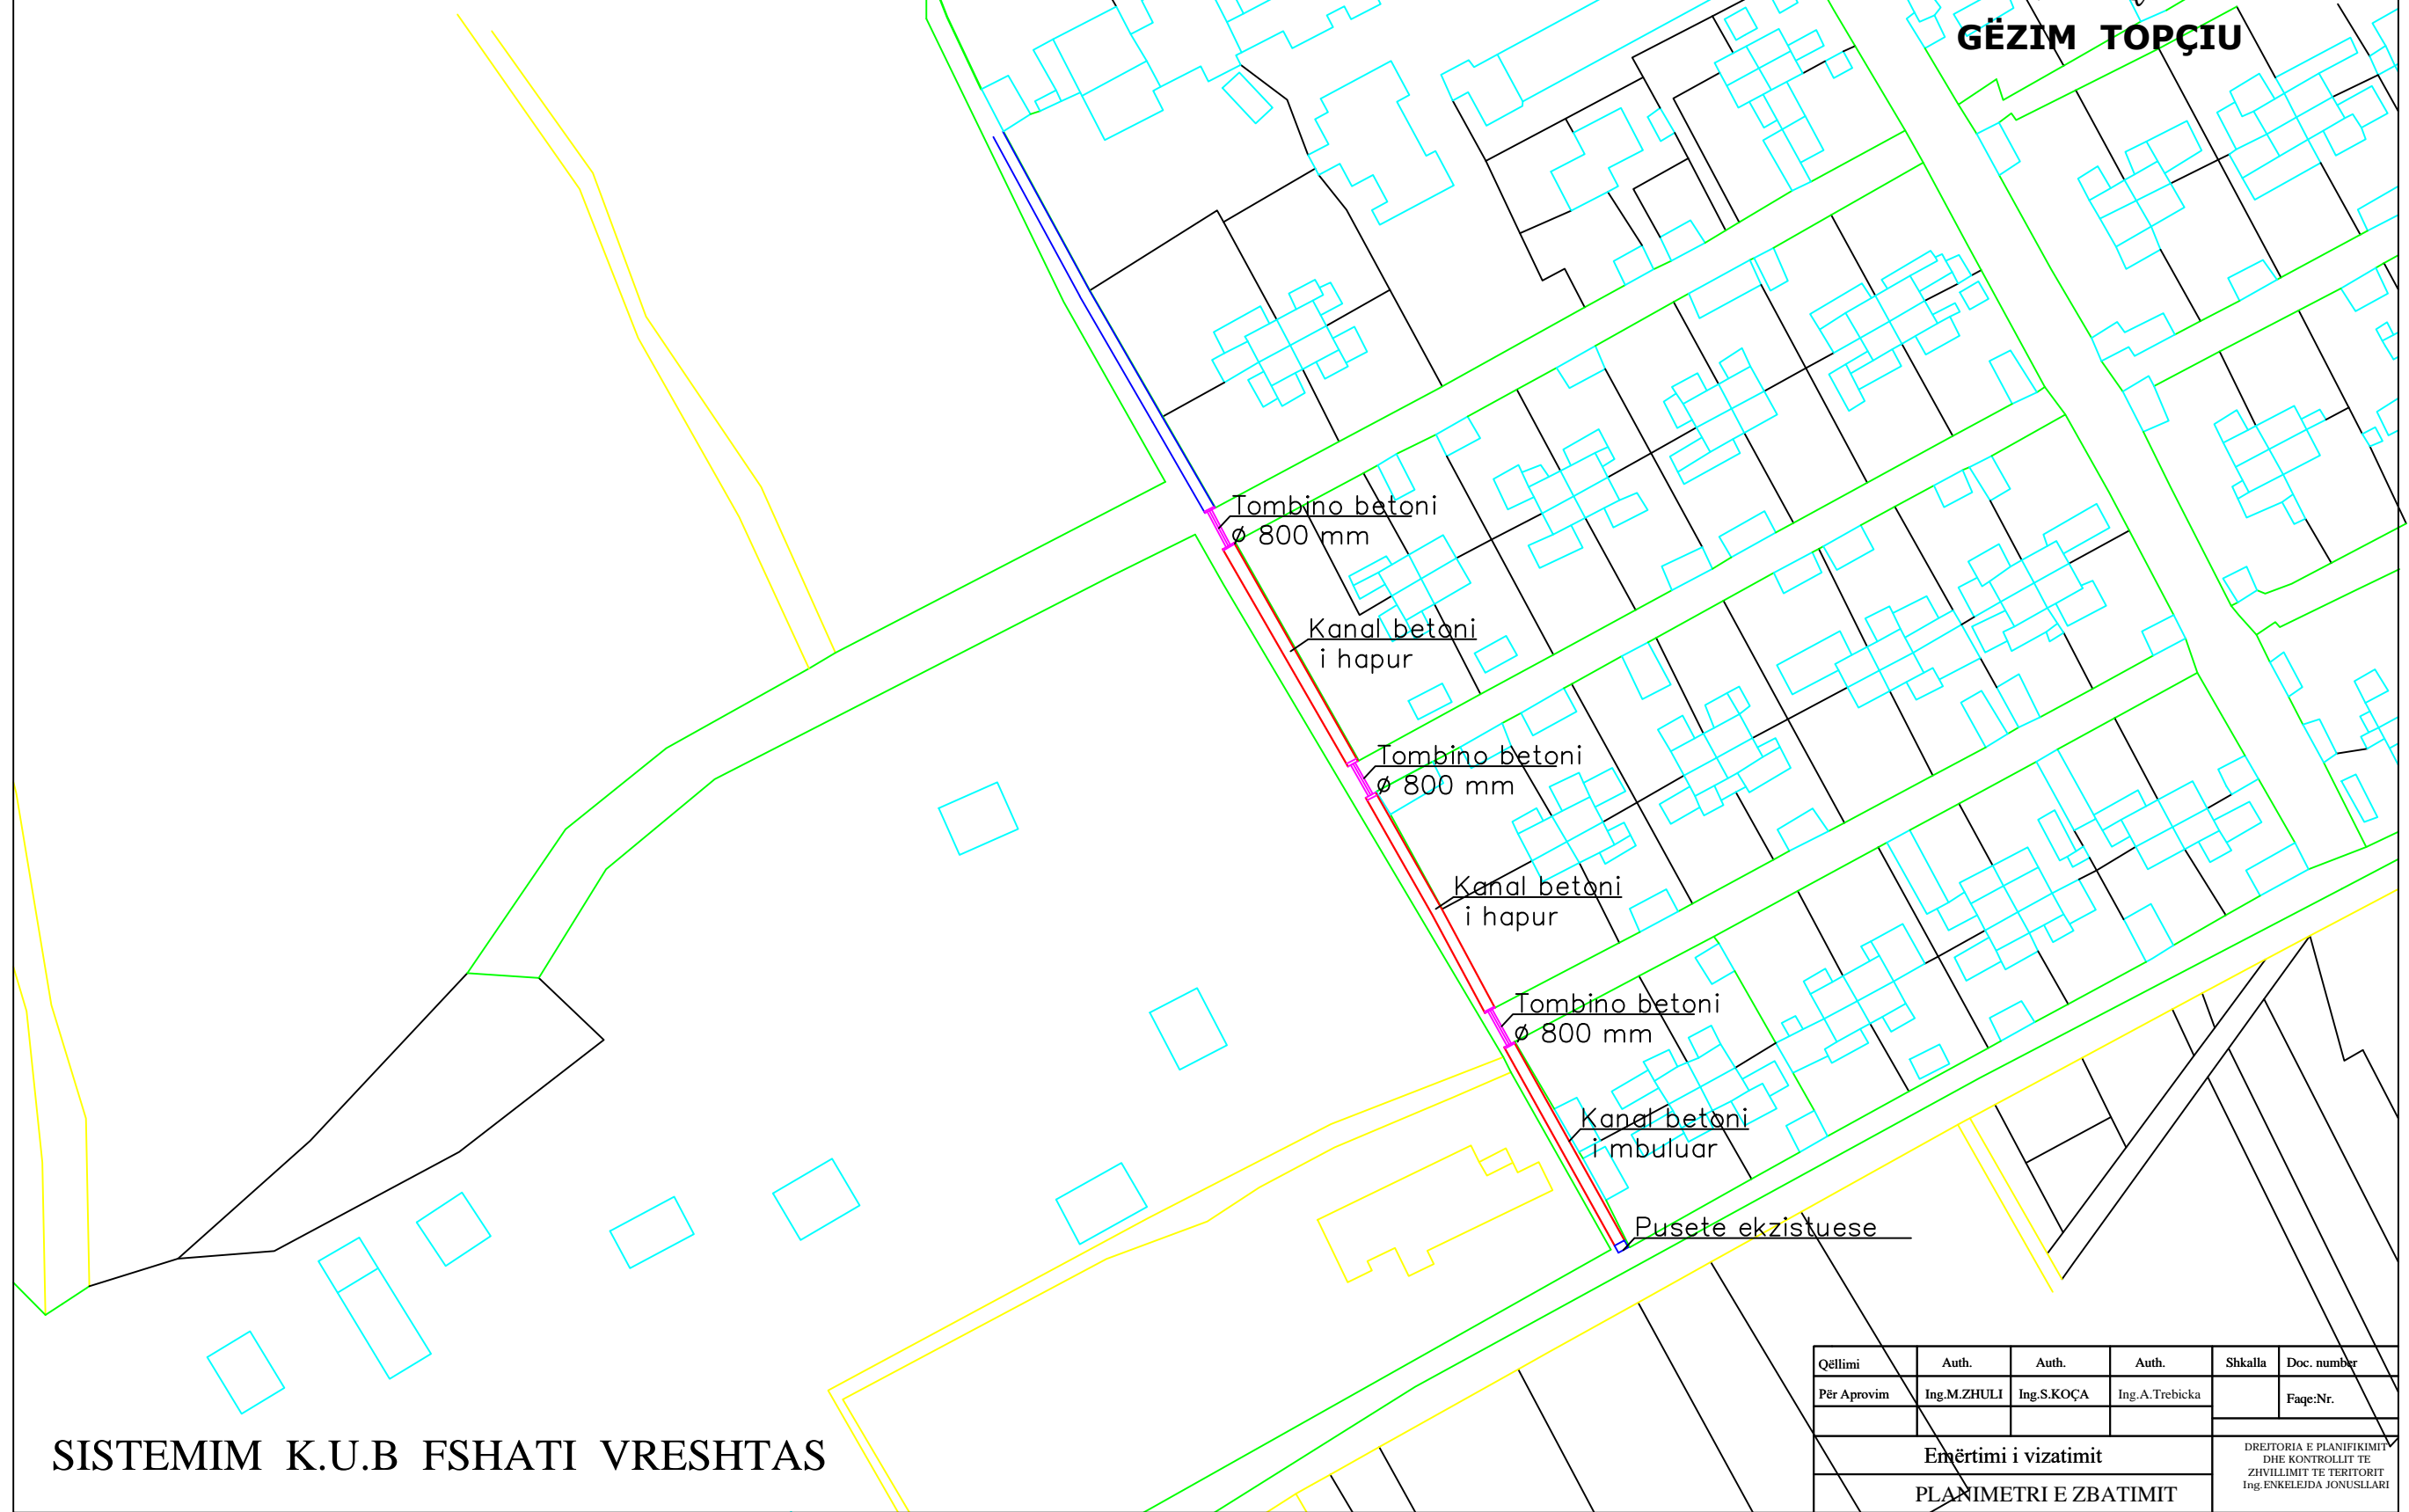 GËZIM TOPÇIU
Tombino betoni
ø 800 mm
Kanal betoni
i hapur
Tombino betoni
ø 800 mm
Kanal betoni
i hapur
Tombino betoni
ø 800 mm
Kanal betoni
i mbuluar
Pusete ekzistuese
SISTEMIM K.U.B FSHATI VRESHTAS
Qëllimi Auth. Auth. Auth. Shkalla Doc. number
Për Aprovim Ing.M.ZHULI Ing.S.KOÇA Ing.A.Trebicka Faqe:Nr.
Emërtimi i vizatimit
PLANIMETRI E ZBATIMIT
DREJTORIA E PLANIFIKIMIT
DHE KONTROLLIT TE
ZHVILLIMIT TE TERITORIT
Ing.ENKELEJDA JONUSLLARI